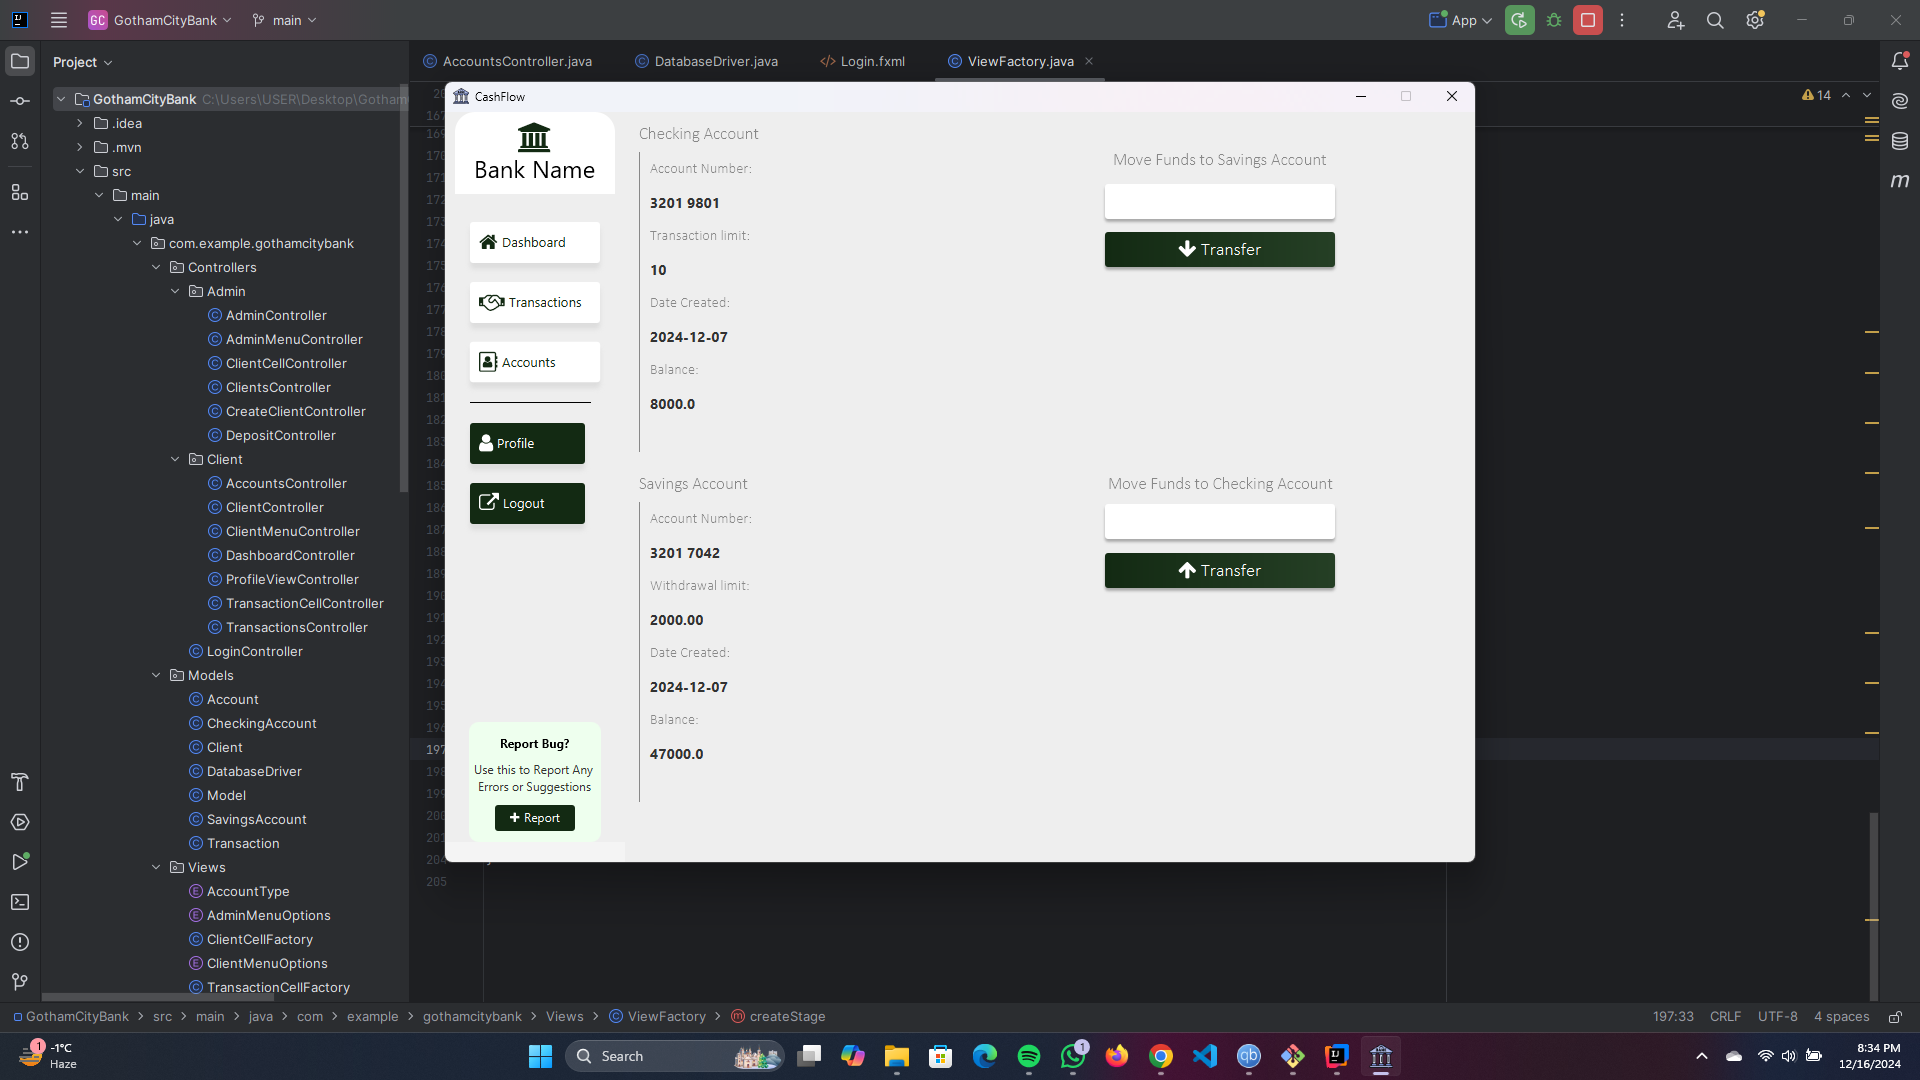 GC GothamCityBank main App
Project
AccountsController.java DatabaseDriver.java Login.fxml ViewFactory.java
GothamCityBank C:\Users\USER\Desktop\Gotham
14
.idea
.mvn
src
main
java
com.example.gothamcitybank
Controllers
Admin
AdminController
AdminMenuController
ClientCellController
ClientsController
CreateClientController
DepositController
Client
AccountsController
ClientController
ClientMenuController
DashboardController
ProfileViewController
TransactionCellController
TransactionsController
LoginController
Models
Account
CheckingAccount
Client
DatabaseDriver
Model
SavingsAccount
Transaction
Views
AccountType
AdminMenuOptions
ClientCellFactory
ClientMenuOptions
TransactionCellFactory
197
204
205
CashFlow
Bank Name
Dashboard
Transactions
Accounts
Profile
Logout
Report Bug?
Use this to Report Any
Errors or Suggestions
Report
Checking Account
Account Number:
3201 9801
Transaction limit:
10
Date Created:
2024-12-07
Balance:
8000.0
Move Funds to Savings Account
Transfer
Savings Account
Account Number:
3201 7042
Withdrawal limit:
2000.00
Date Created:
2024-12-07
Balance:
47000.0
Move Funds to Checking Account
Transfer
GothamCityBank > src > main > java > com > example > gothamcitybank > Views > ViewFactory > createStage
197:33 CRLF UTF-8 4 spaces
1
-1°C
Haze
Search
1
8:34 PM
12/16/2024